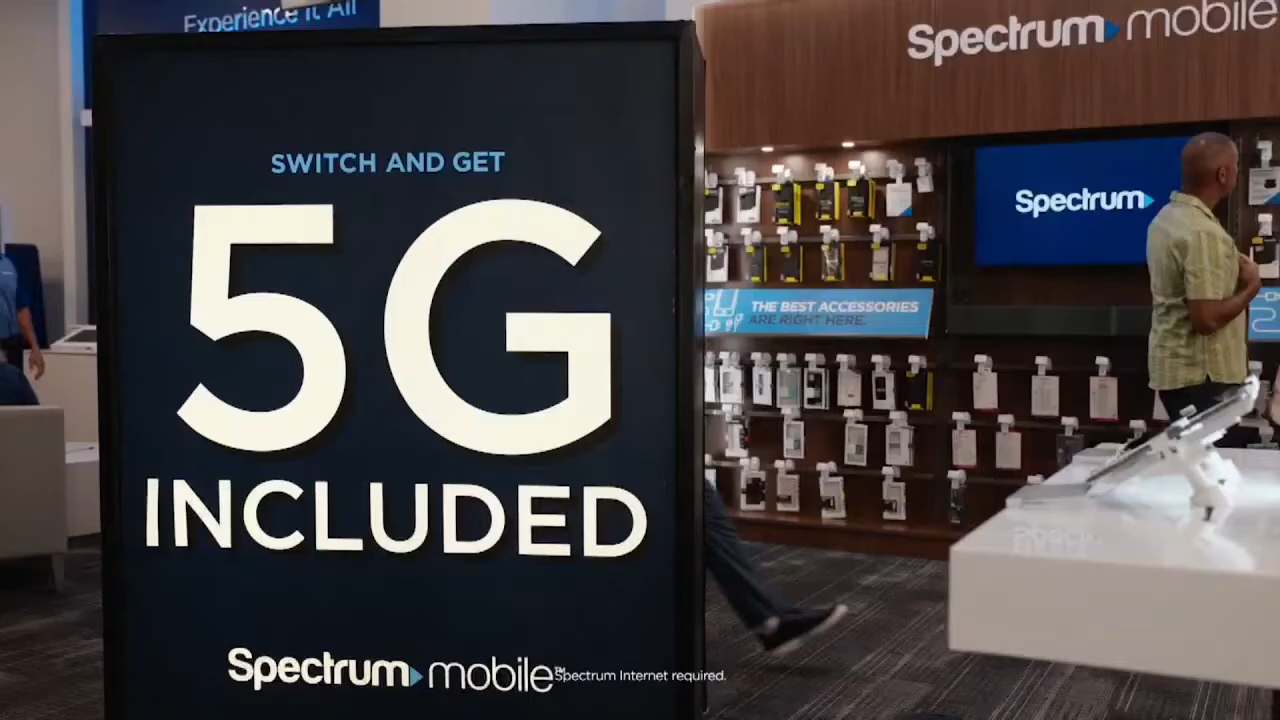 Experience It All
Spectrum mobile
SWITCH AND GET
5G
INCLUDED
Spectrum mobile™
Spectrum Internet required.
Spectrum
THE BEST ACCESSORIES
ARE RIGHT HERE.